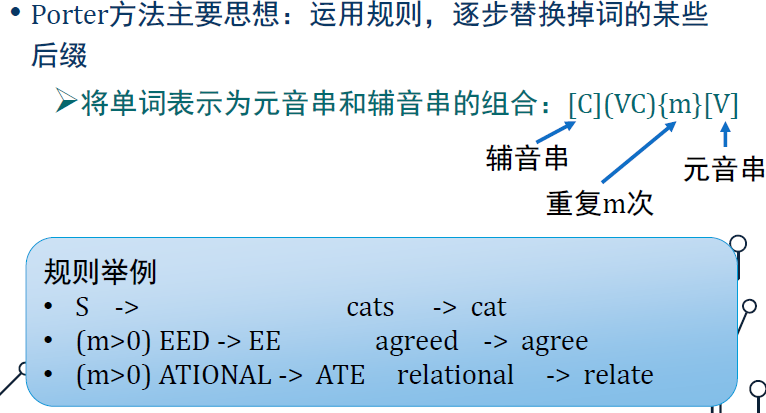 • Porter方法主要思想：运用规则，逐步替换掉词的某些
后缀
➢将单词表示为元音串和辅音串的组合：[C](VC){m}[V]
辅音串
元音串
重复m次
规则举例
• S -> cats -> cat
• (m>0) EED -> EE agreed -> agree
• (m>0) ATIONAL -> ATE relational -> relate